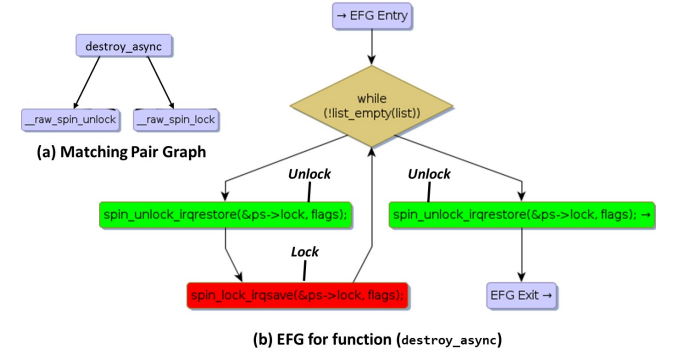 → EFG Entry
destroy_async
__raw_spin_unlock
__raw_spin_lock
(a) Matching Pair Graph
while
(!list_empty(list))
Unlock
Unlock
spin_unlock_irqrestore(&ps->lock, flags);
spin_unlock_irqrestore(&ps->lock, flags); →
Lock
spin_lock_irqsave(&ps->lock, flags);
EFG Exit →
(b) EFG for function (destroy_async)